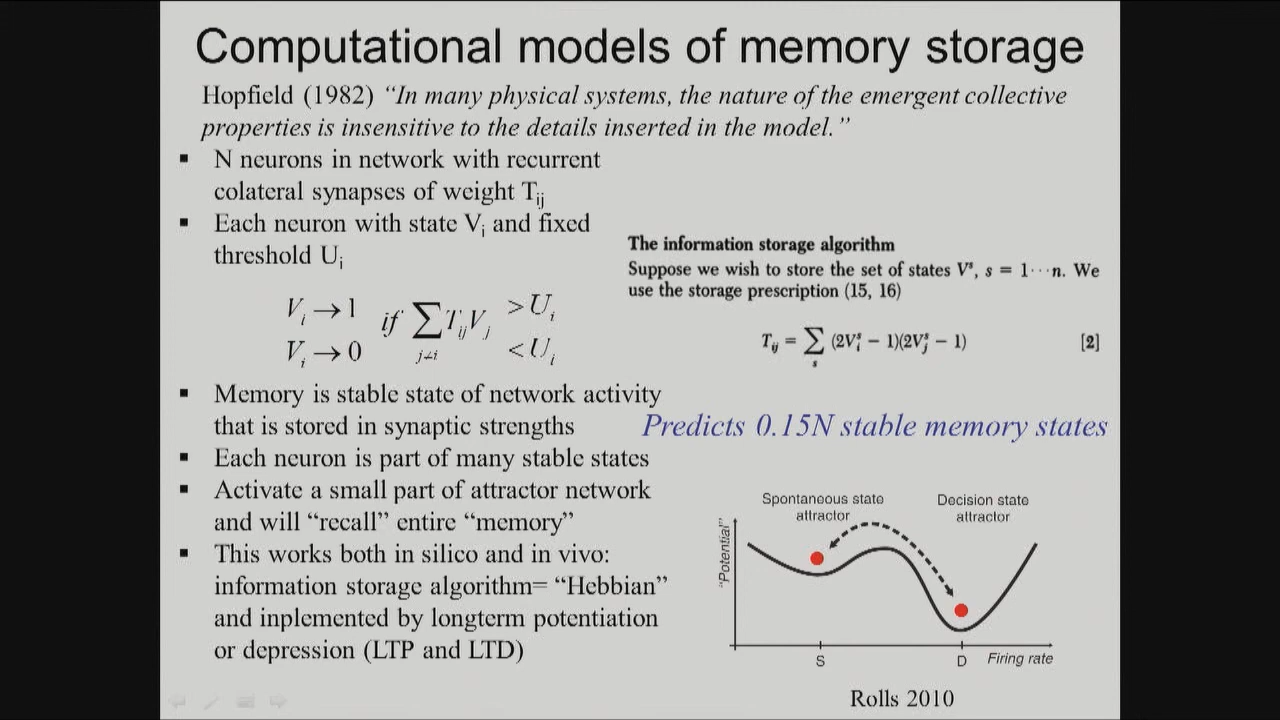 Computational models of memory storage
Hopfield (1982) “In many physical systems, the nature of the emergent collective
properties is insensitive to the details inserted in the model.”
▪ N neurons in network with recurrent
colateral synapses of weight Tij
▪ Each neuron with state Vi and fixed
threshold Ui
Vi → 1 if ∑ TijVj > Ui
Vi → 0 j≠i < Ui
The information storage algorithm
Suppose we wish to store the set of states Vˢ, s = 1 ··· n. We
use the storage prescription (15, 16)
Tij = ∑ (2Viˢ − 1)(2Vjˢ − 1) [2]
s
▪ Memory is stable state of network activity
that is stored in synaptic strengths
▪ Each neuron is part of many stable states
▪ Activate a small part of attractor network
and will “recall” entire “memory”
▪ This works both in silico and in vivo:
information storage algorithm= “Hebbian”
and inplemented by longterm potentiation
or depression (LTP and LTD)
Predicts 0.15N stable memory states
Spontaneous state
attractor
Decision state
attractor
“Potential”
S
D
Firing rate
Rolls 2010